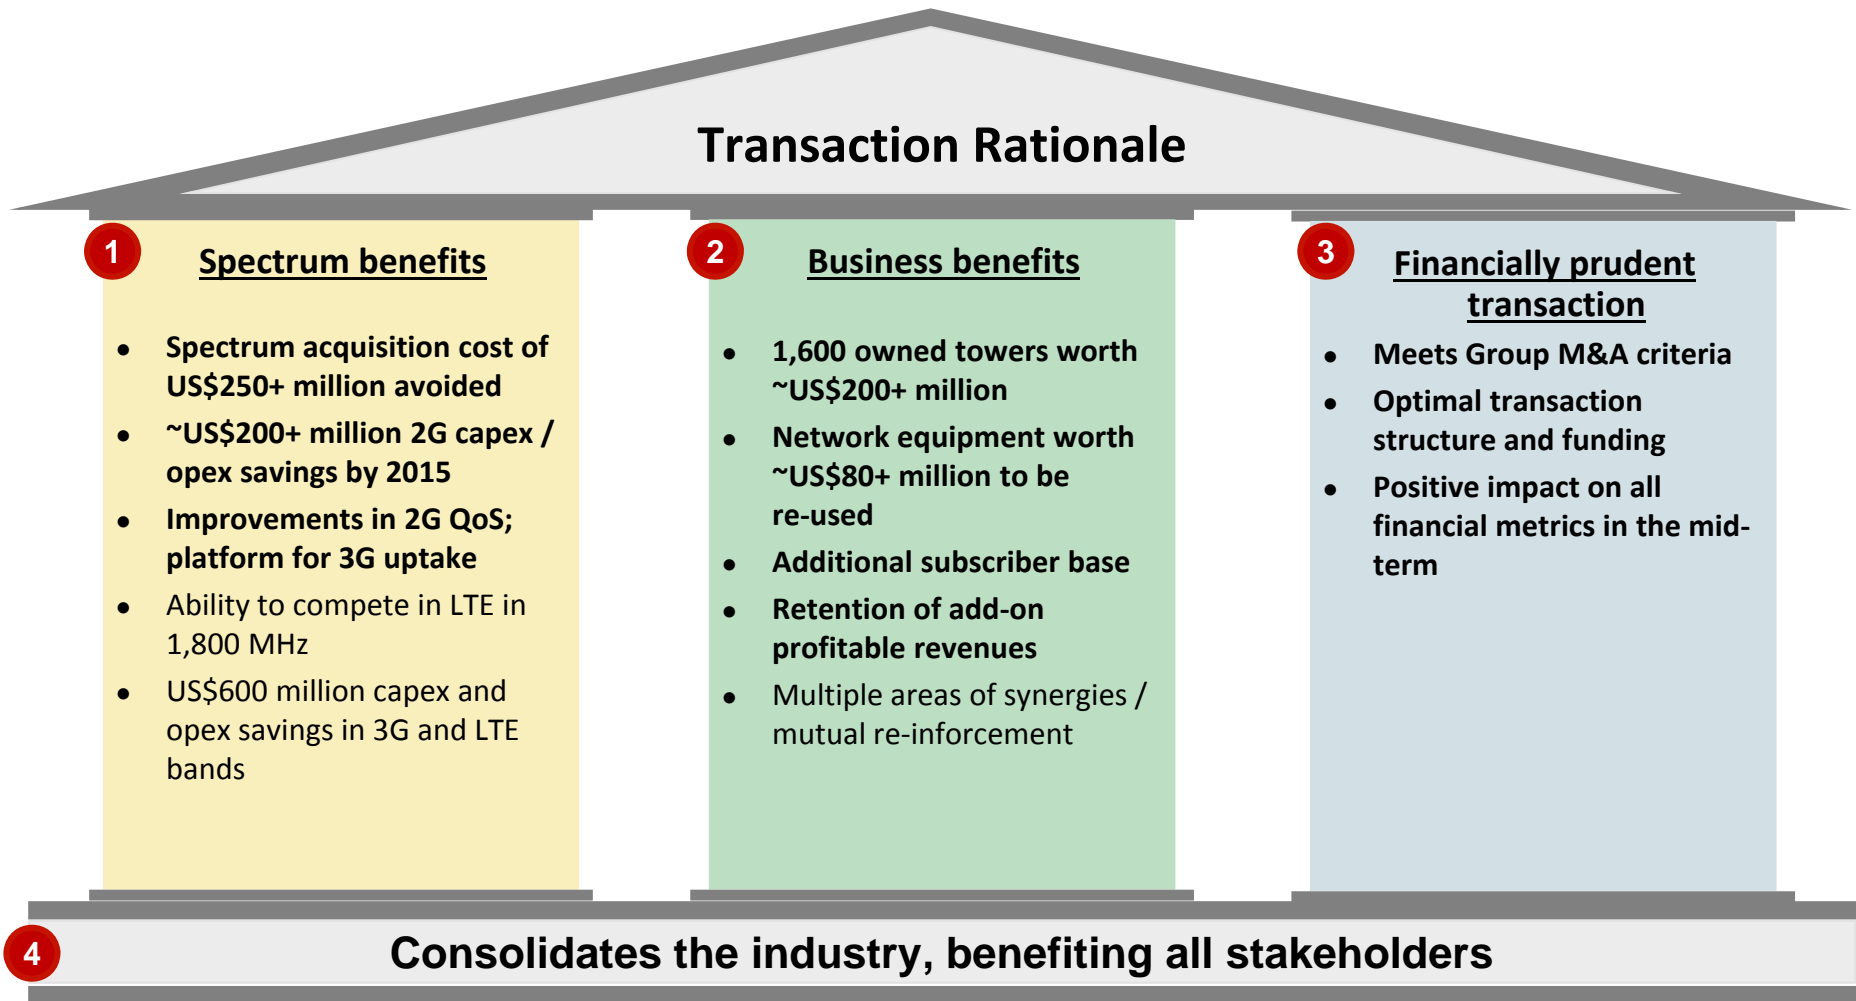 Transaction Rationale
1
Spectrum benefits
● Spectrum acquisition cost of
US$250+ million avoided
● ~US$200+ million 2G capex /
opex savings by 2015
● Improvements in 2G QoS;
platform for 3G uptake
● Ability to compete in LTE in
1,800 MHz
● US$600 million capex and
opex savings in 3G and LTE
bands
2
Business benefits
● 1,600 owned towers worth
~US$200+ million
● Network equipment worth
~US$80+ million to be
re-used
● Additional subscriber base
● Retention of add-on
profitable revenues
● Multiple areas of synergies /
mutual re-inforcement
3
Financially prudent
transaction
● Meets Group M&A criteria
● Optimal transaction
structure and funding
● Positive impact on all
financial metrics in the mid-
term
4
Consolidates the industry, benefiting all stakeholders